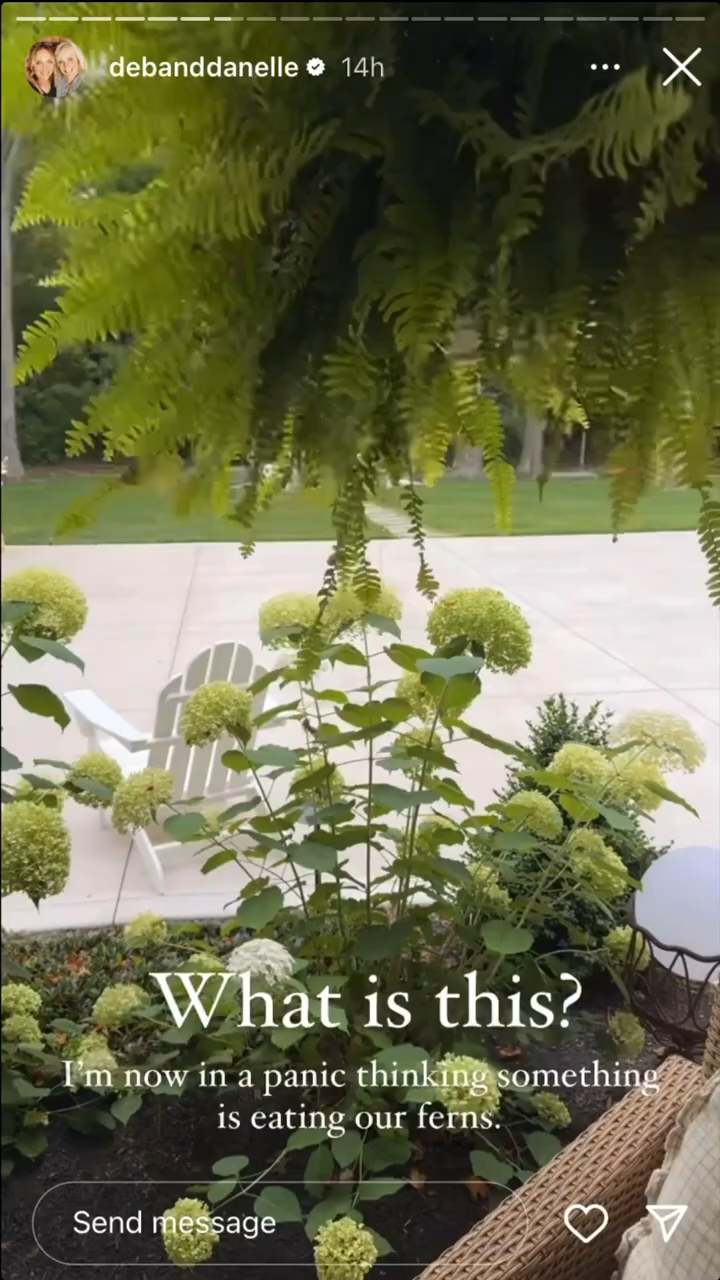 debanddanelle 14h
What is this?
I'm now in a panic thinking something
is eating our ferns.
Send message